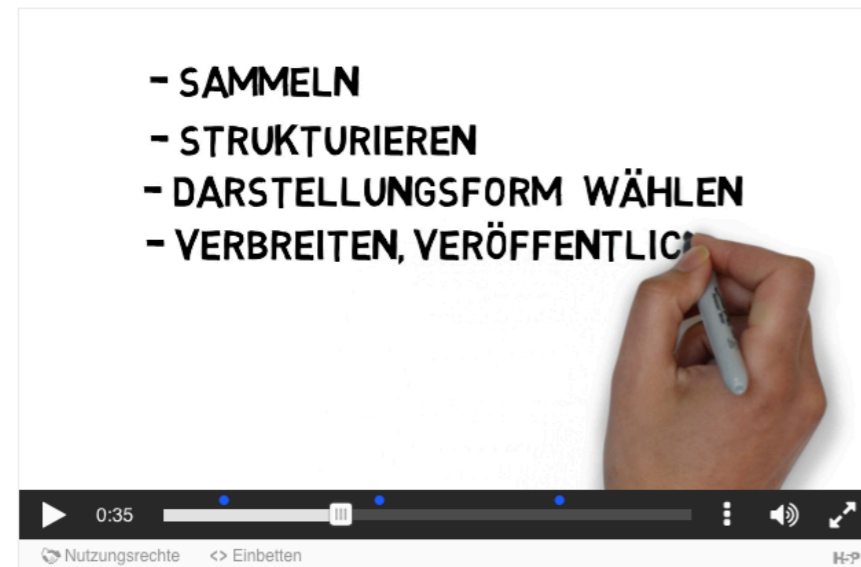 - SAMMELN
- STRUKTURIEREN
- DARSTELLUNGSFORM WÄHLEN
- VERBREITEN, VERÖFFENTLIC
0:35
Nutzungsrechte <> Einbetten
H-P